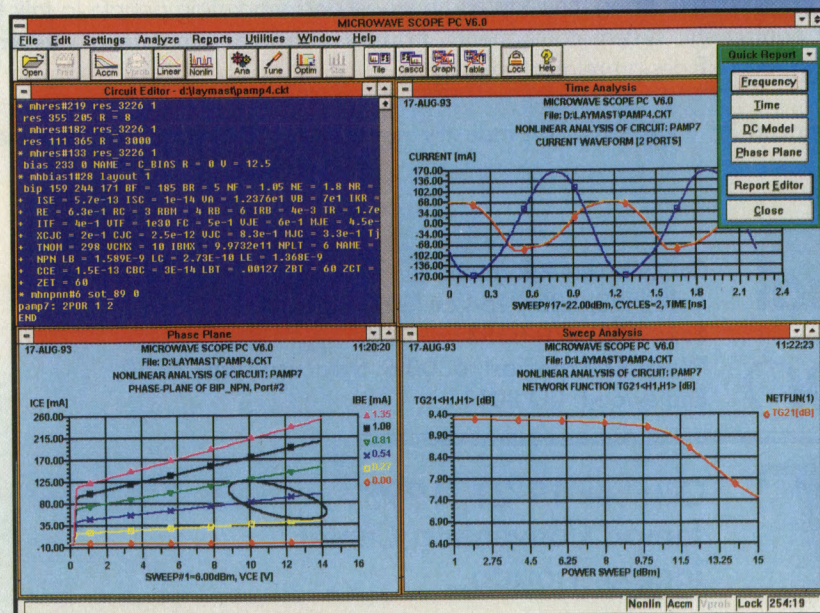 MICROWAVE SCOPE PC V6.0
File Edit Settings Analyze Reports Utilities Window Help
Open Print Accrn Vprob Linear Nonlin Ana Tune Optim Tile Cascd Graph Table Lock Help
Circuit Editor - d:\laymast\pamp4.ckt
* mhres#219 res_3226 1
res 355 205 R = 8
* mhres#182 res_3226 1
res 111 365 R = 3000
* mhres#133 res_3226 1
bias 233 0 NAME = C_BIAS R = 0 V = 12.5
* mhbias1#28 layout 1
bip 159 244 171 BF = 185 BR = 5 NF = 1.05 NE = 1.8 NR =
+ ISE = 5.7e-13 ISC = 1e-14 VA = 1.2376e1 VB = 7e1 IKR =
+ RE = 6.3e-1 RC = 3 RBM = 4 RB = 6 IRB = 4e-3 TR = 1.7e
+ ITF = 4e-1 VTF = 1e30 FC = 5e-1 VJE = 6e-1 MJE = 4.5e-
+ XCJC = 2e-1 CJC = 2.5e-12 VJC = 8.3e-1 MJC = 3.3e-1 Tj
+ TNOM = 298 VCMX = 10 IBMX = 9.9732e11 NPLT = 6 NAME =
+ NPN LB = 1.589E-9 LC = 2.73E-10 LE = 1.368E-9
+ CCE = 1.5E-13 CBC = 3E-14 LBT = .00127 ZBT = 60 ZCT =
+ ZET = 60
* mhnpnn#6 sot_89 0
pamp7: 2POR 1 2
END
Time Analysis
17-AUG-93 MICROWAVE SCOPE PC V6.0
File: D:\LAYMAST\PAMP4.CKT
NONLINEAR ANALYSIS OF CIRCUIT: PAMP7
CURRENT WAVEFORM [2 PORTS]
CURRENT [mA]
170.00
136.00
102.00
68.00
34.00
0.00
-34.00
-68.00
-102.00
-136.00
-170.00
0 0.3 0.6 0.9 1.2 1.5 1.8 2.1 2.4
SWEEP#17=22.00dBm, CYCLES=2, TIME [ns]
Quick Report
Frequency
Time
DC Model
Phase Plane
Report Editor
Close
Phase Plane
17-AUG-93 MICROWAVE SCOPE PC V6.0 11:20:20
File: D:\LAYMAST\PAMP4.CKT
NONLINEAR ANALYSIS OF CIRCUIT: PAMP7
PHASE-PLANE OF BIP_NPN, Port#2
ICE [mA] IBE [mA]
260.00
215.00
170.00
125.00
80.00
35.00
-10.00
1.35
1.08
0.81
0.54
0.27
0.00
0 2 4 6 8 10 12 14 16
SWEEP#1=6.00dBm, VCE [V]
Sweep Analysis
17-AUG-93 MICROWAVE SCOPE PC V6.0 11:22:23
File: D:\LAYMAST\PAMP4.CKT
NONLINEAR ANALYSIS OF CIRCUIT: PAMP7
NETWORK FUNCTION TG21<H1,H1> [dB]
TG21<H1,H1> [dB] NETFUN(1)
TG21[dB]
9.40
8.90
8.40
7.90
7.40
6.90
6.40
1 2.75 4.5 6.25 8 9.75 11.5 13.25 15
POWER SWEEP [dBm]
Nonlin Accrn Vprob Lock 254:19